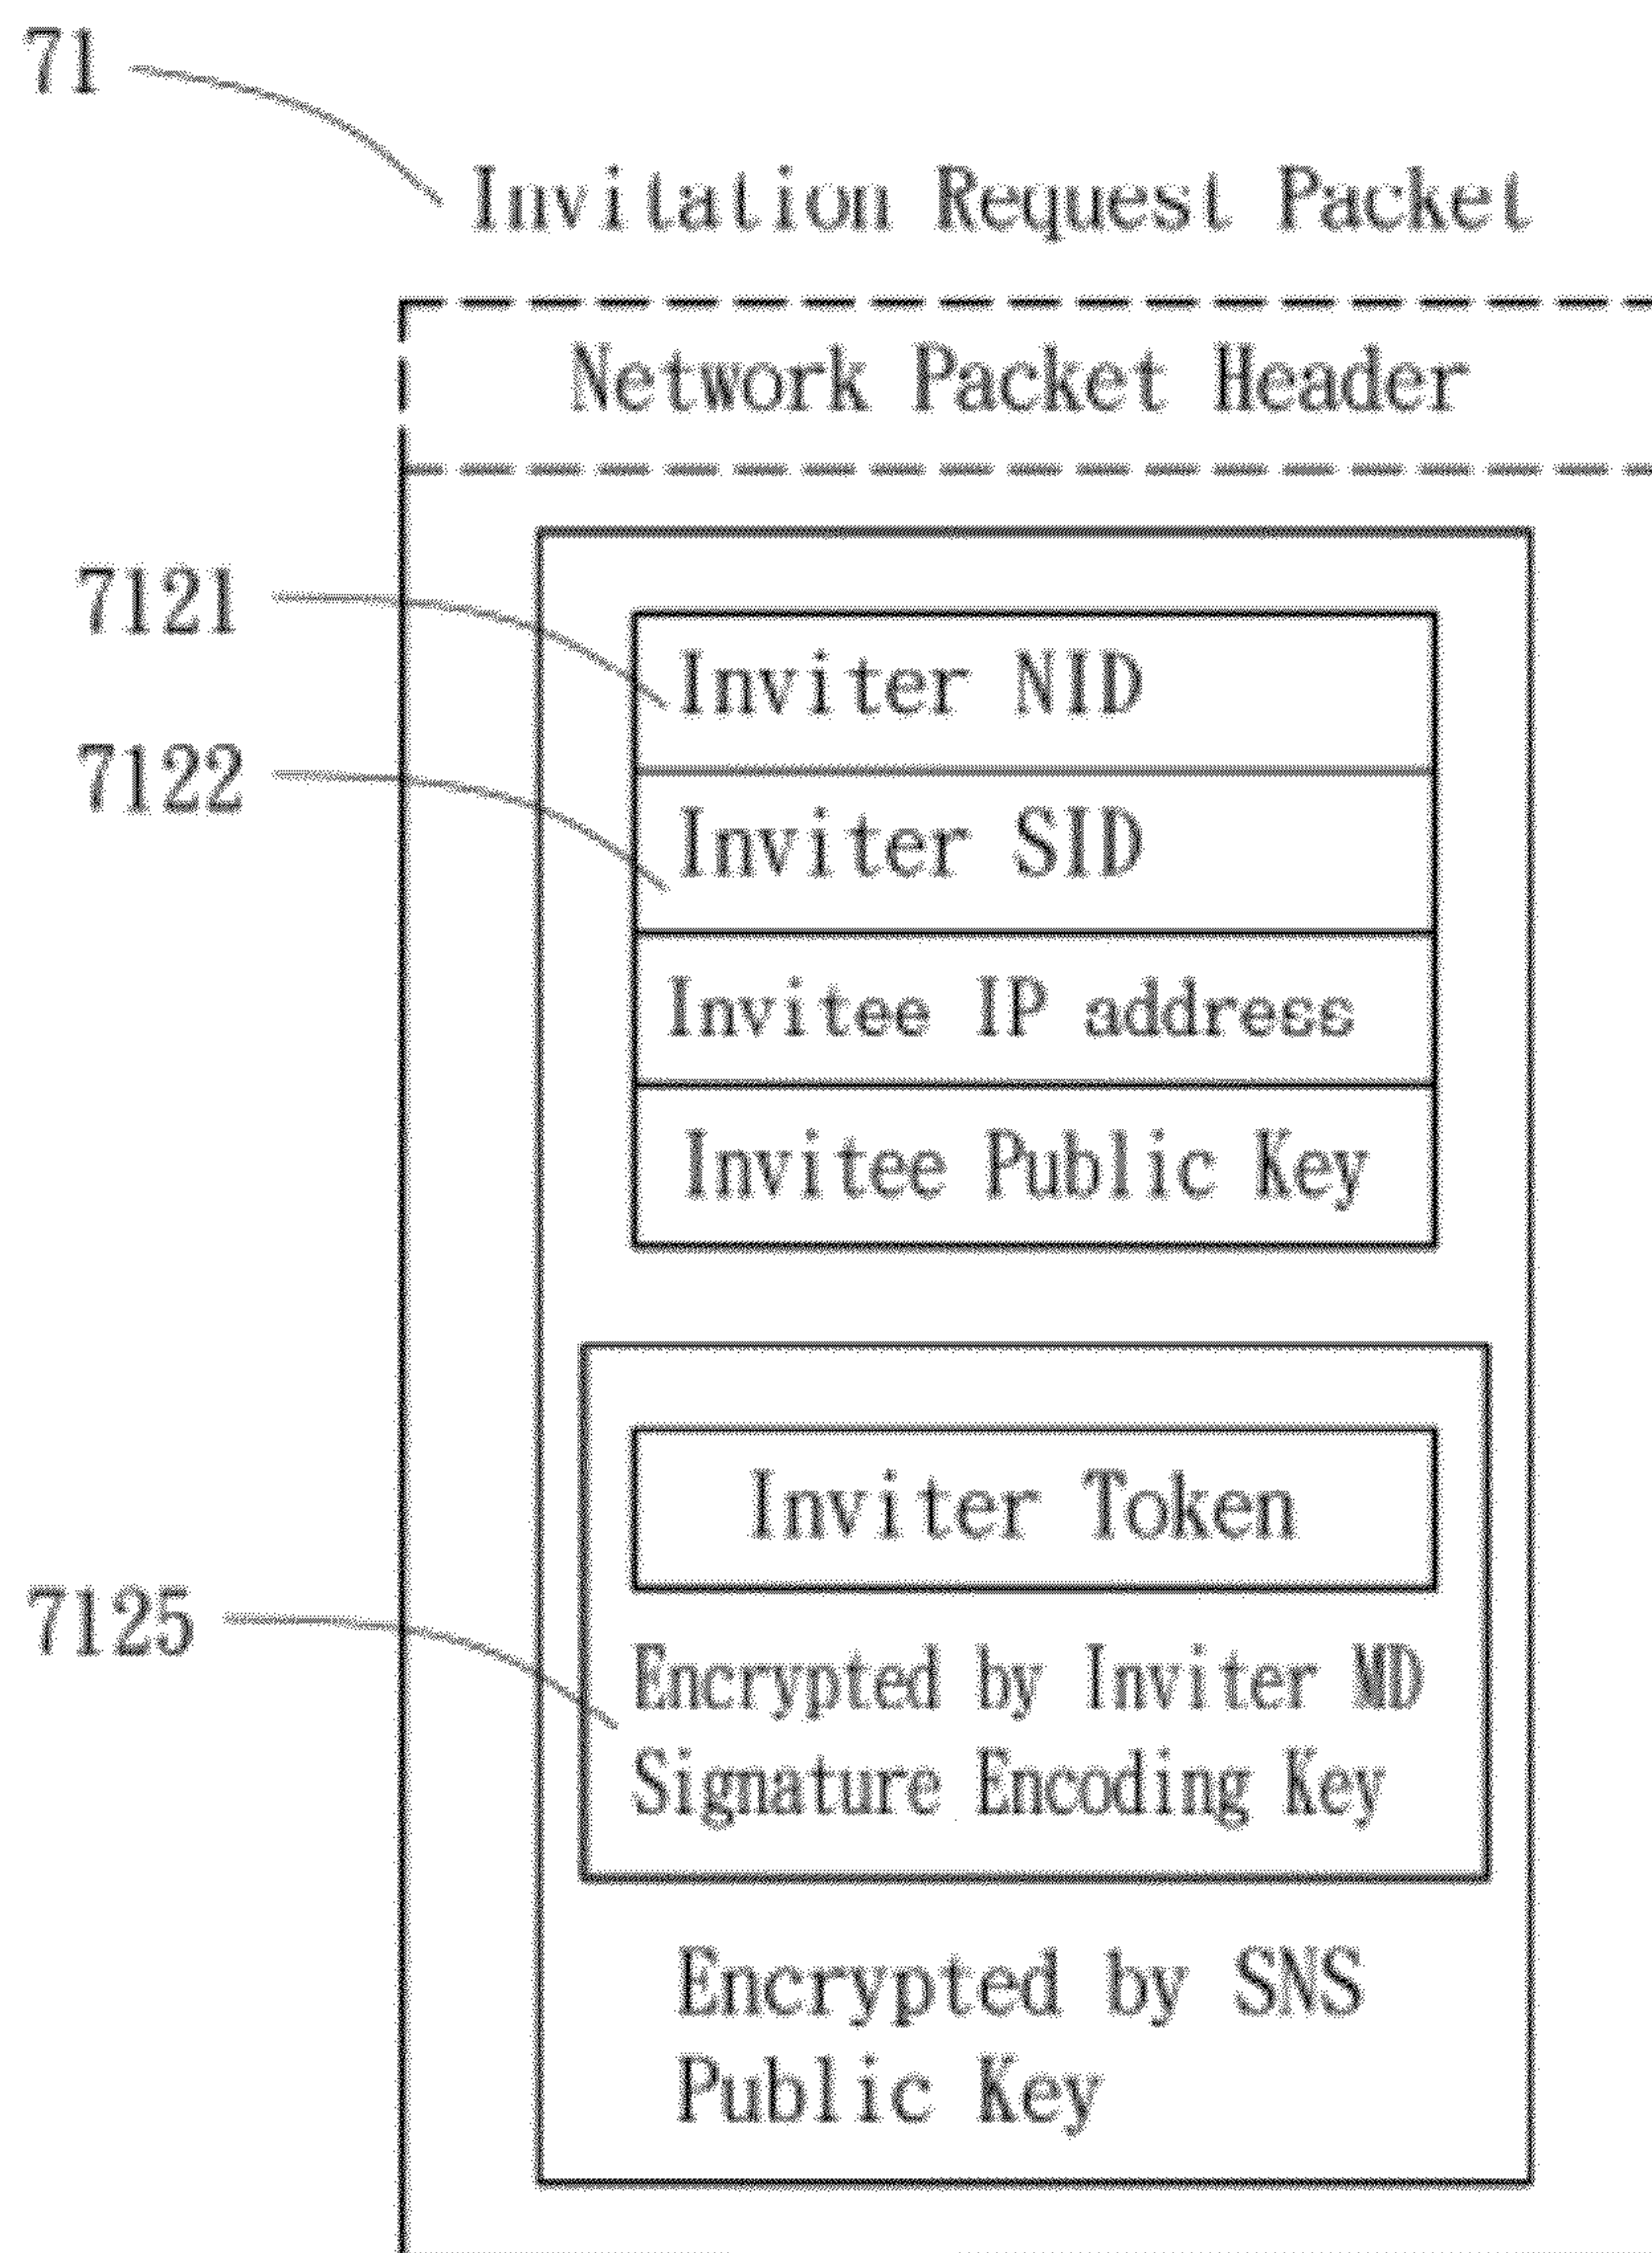 71
Invitation Request Packet
Network Packet Header
7121
Inviter NID
7122
Inviter SID
Invitee IP address
Invitee Public Key
Inviter Token
7125
Encrypted by Inviter MD
Signature Encoding Key
Encrypted by SNS
Public Key